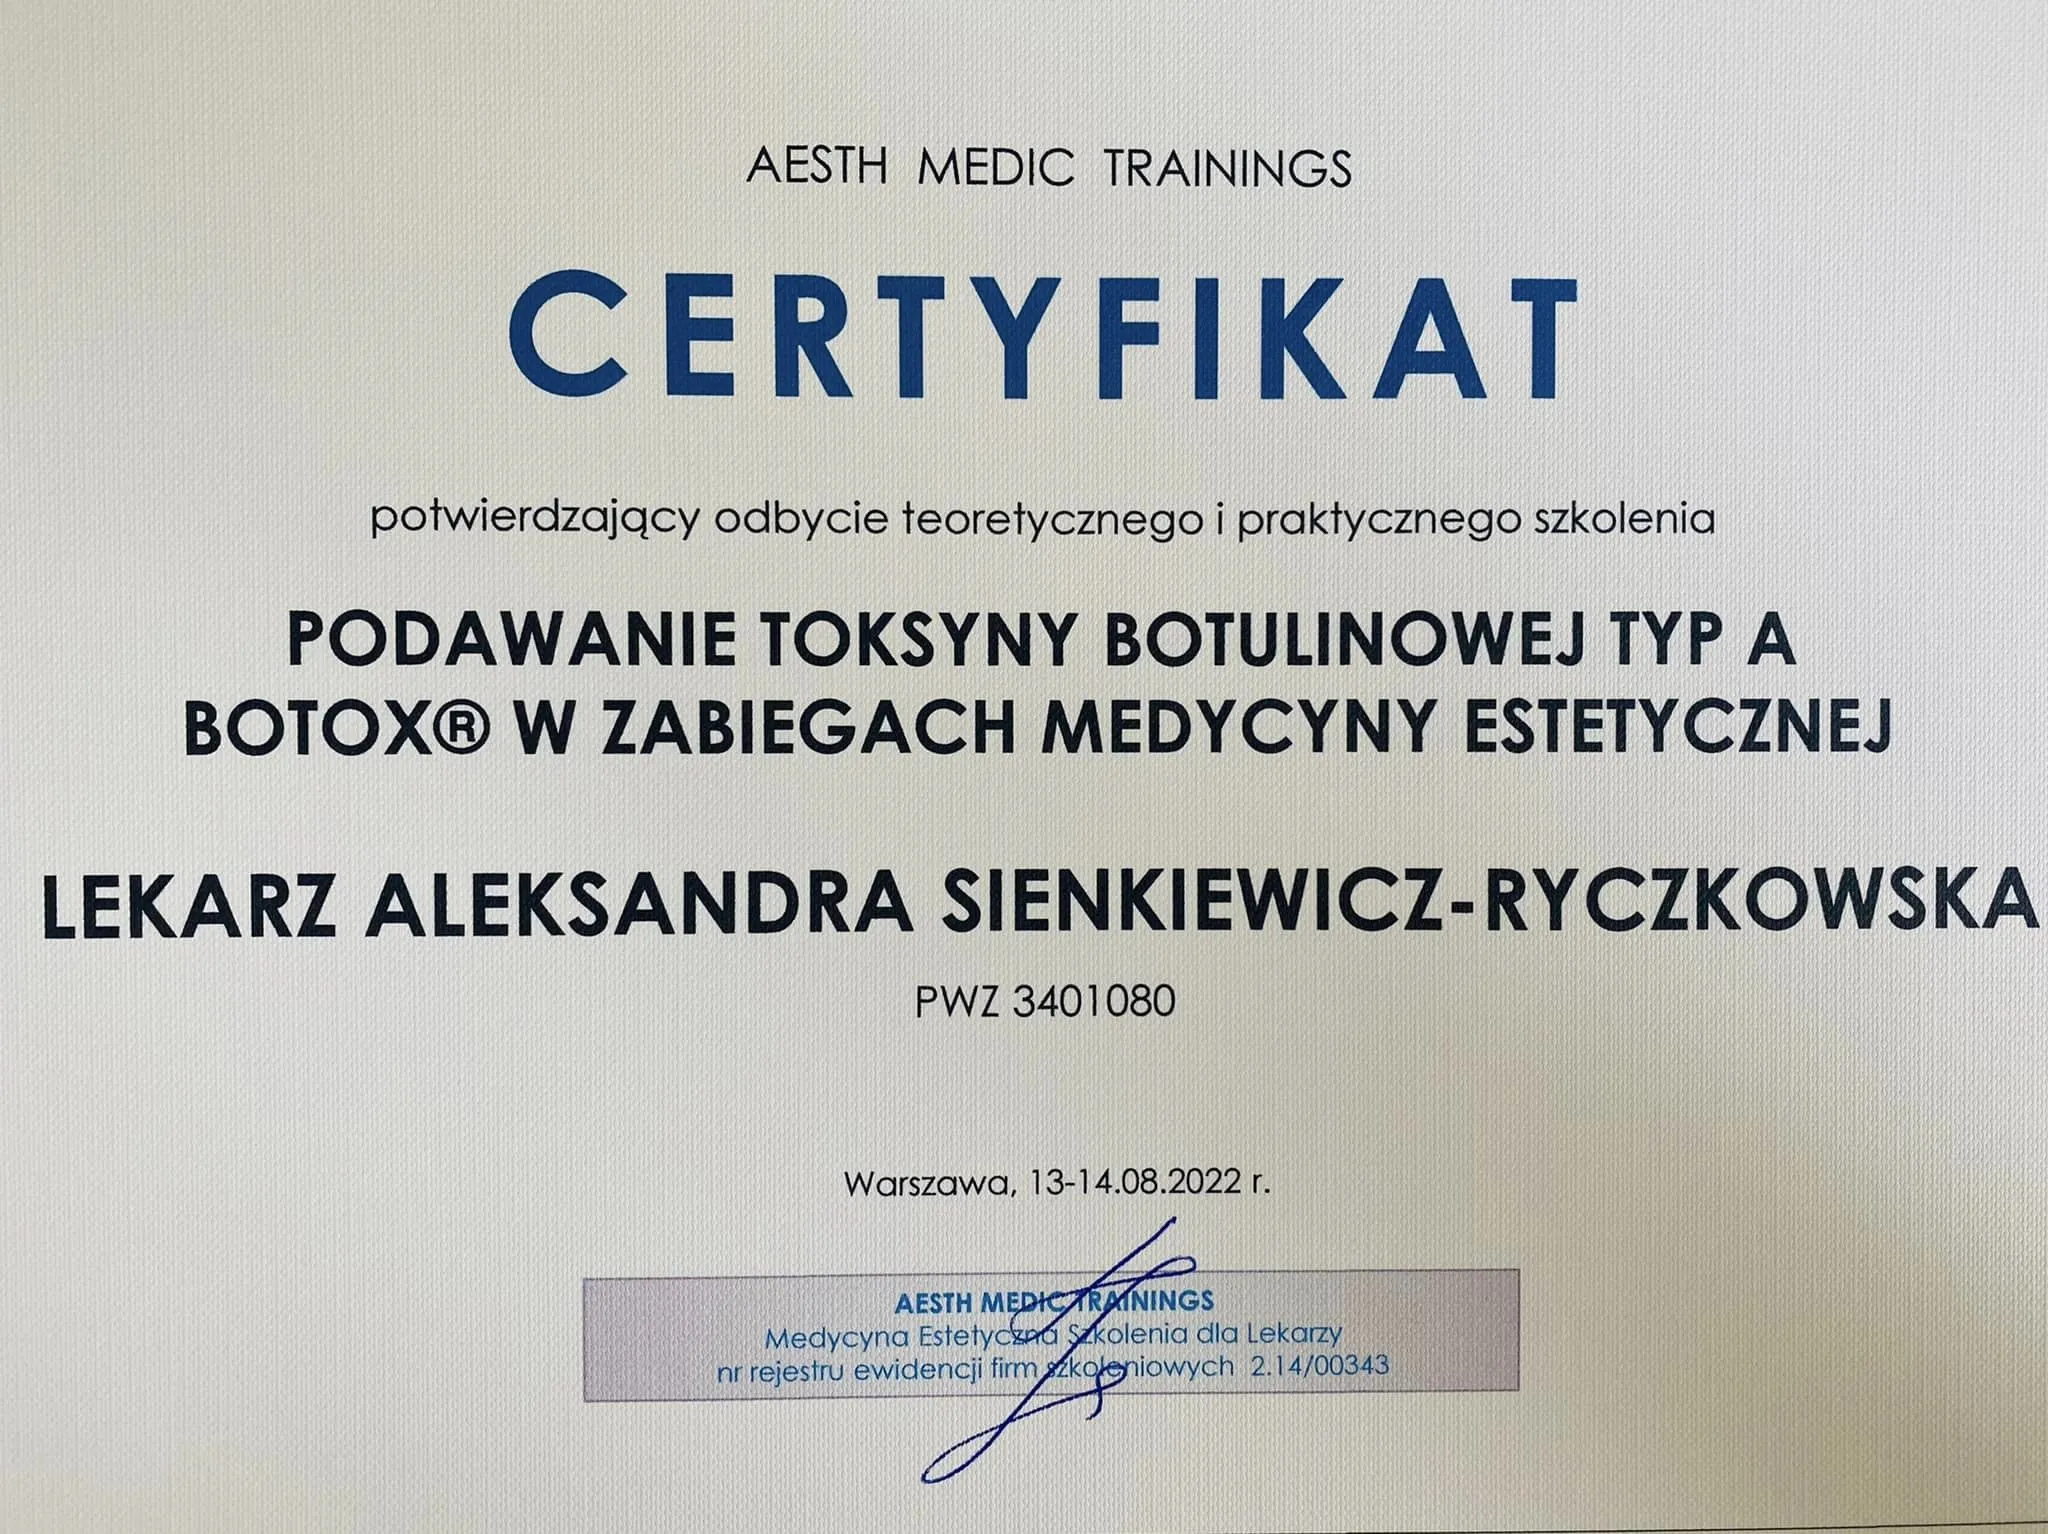 AESTH MEDIC TRAININGS
CERTYFIKAT
potwierdzający odbycie teoretycznego i praktycznego szkolenia
PODAWANIE TOKSYNY BOTULINOWEJ TYP A
BOTOX® W ZABIEGACH MEDYCYNY ESTETYCZNEJ
LEKARZ ALEKSANDRA SIENKIEWICZ-RYCZKOWSKA
PWZ 3401080
Warszawa, 13-14.08.2022 r.
AESTH MEDIC TRAININGS
Medycyna Estetyczna Szkolenia dla Lekarzy
nr rejestru ewidencji firm szkoleniowych 2.14/00343